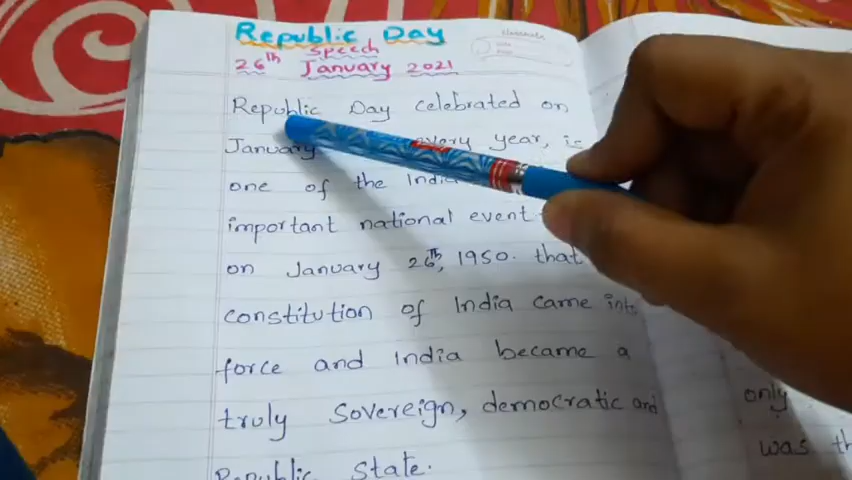 Republic Day
Speech
26th January 2021
Republic Day celebrated on
January every year, is
one of the
important national event
on January 26th, 1950. that
constitution of India came into
force and India became a
truly Sovereign, democratic and
Republic State.
only
was